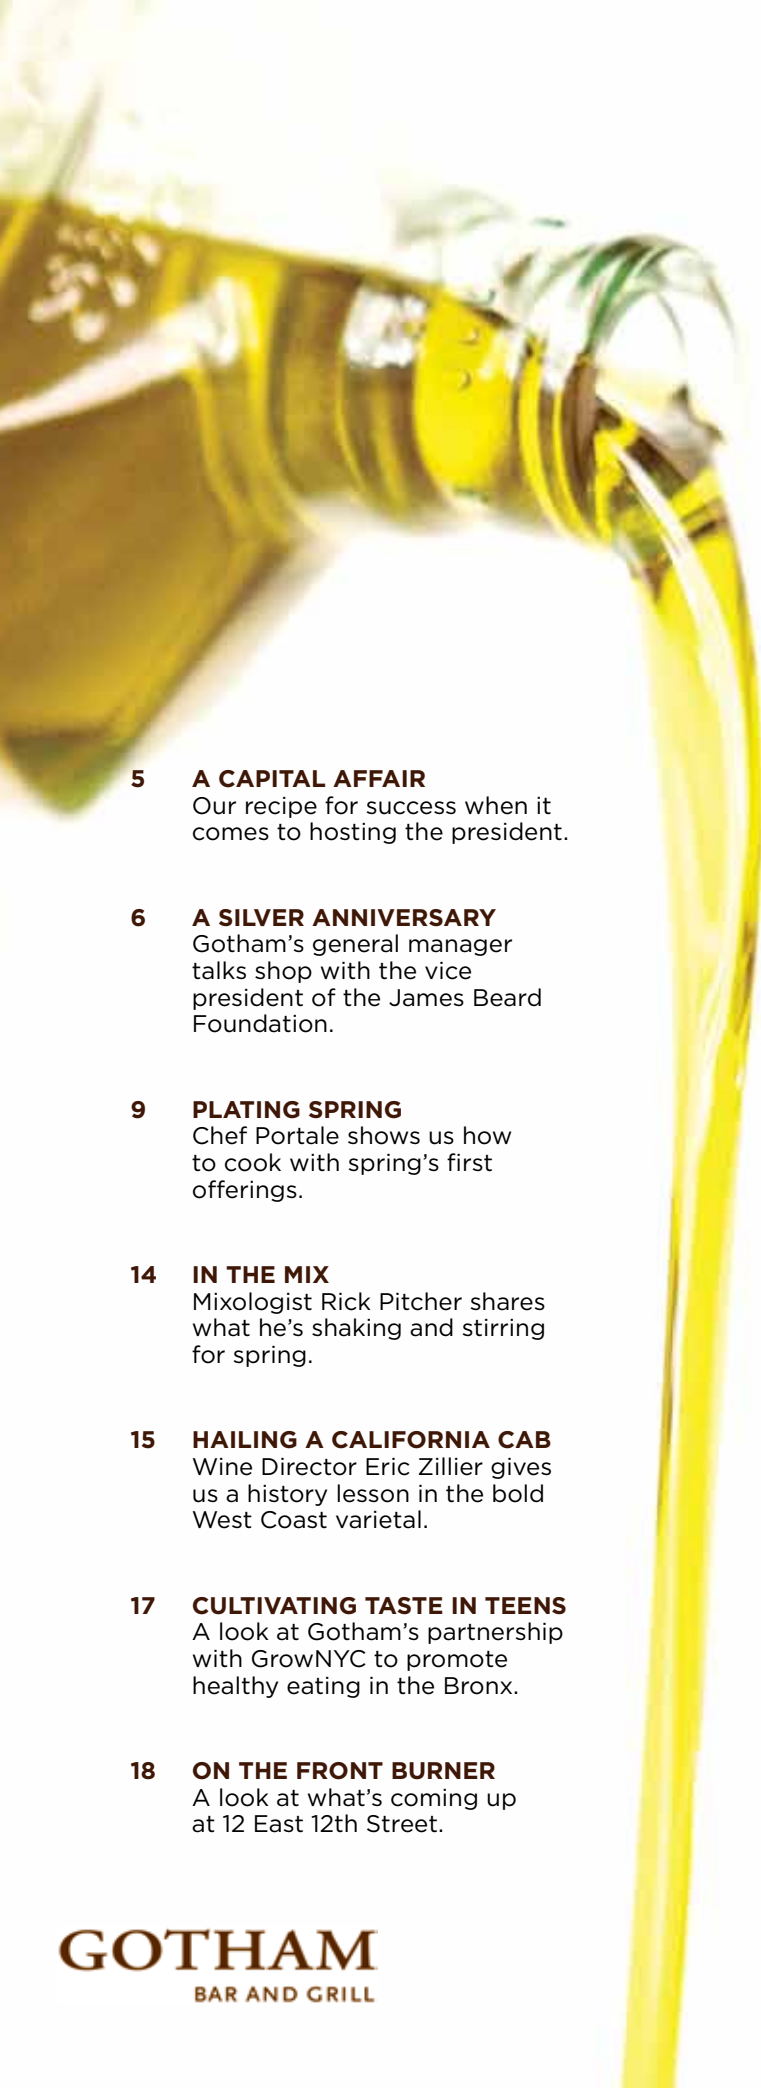 5 A CAPITAL AFFAIR
Our recipe for success when it
comes to hosting the president.
6 A SILVER ANNIVERSARY
Gotham's general manager
talks shop with the vice
president of the James Beard
Foundation.
9 PLATING SPRING
Chef Portale shows us how
to cook with spring's first
offerings.
14 IN THE MIX
Mixologist Rick Pitcher shares
what he's shaking and stirring
for spring.
15 HAILING A CALIFORNIA CAB
Wine Director Eric Zillier gives
us a history lesson in the bold
West Coast varietal.
17 CULTIVATING TASTE IN TEENS
A look at Gotham's partnership
with GrowNYC to promote
healthy eating in the Bronx.
18 ON THE FRONT BURNER
A look at what's coming up
at 12 East 12th Street.
GOTHAM
BAR AND GRILL